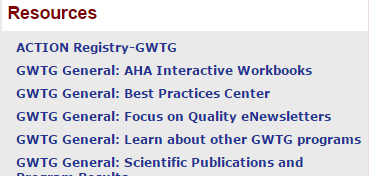 Resources
ACTION Registry-GWTG
GWTG General: AHA Interactive Workbooks
GWTG General: Best Practices Center
GWTG General: Focus on Quality eNewsletters
GWTG General: Learn about other GWTG programs
GWTG General: Scientific Publications and
Program Results